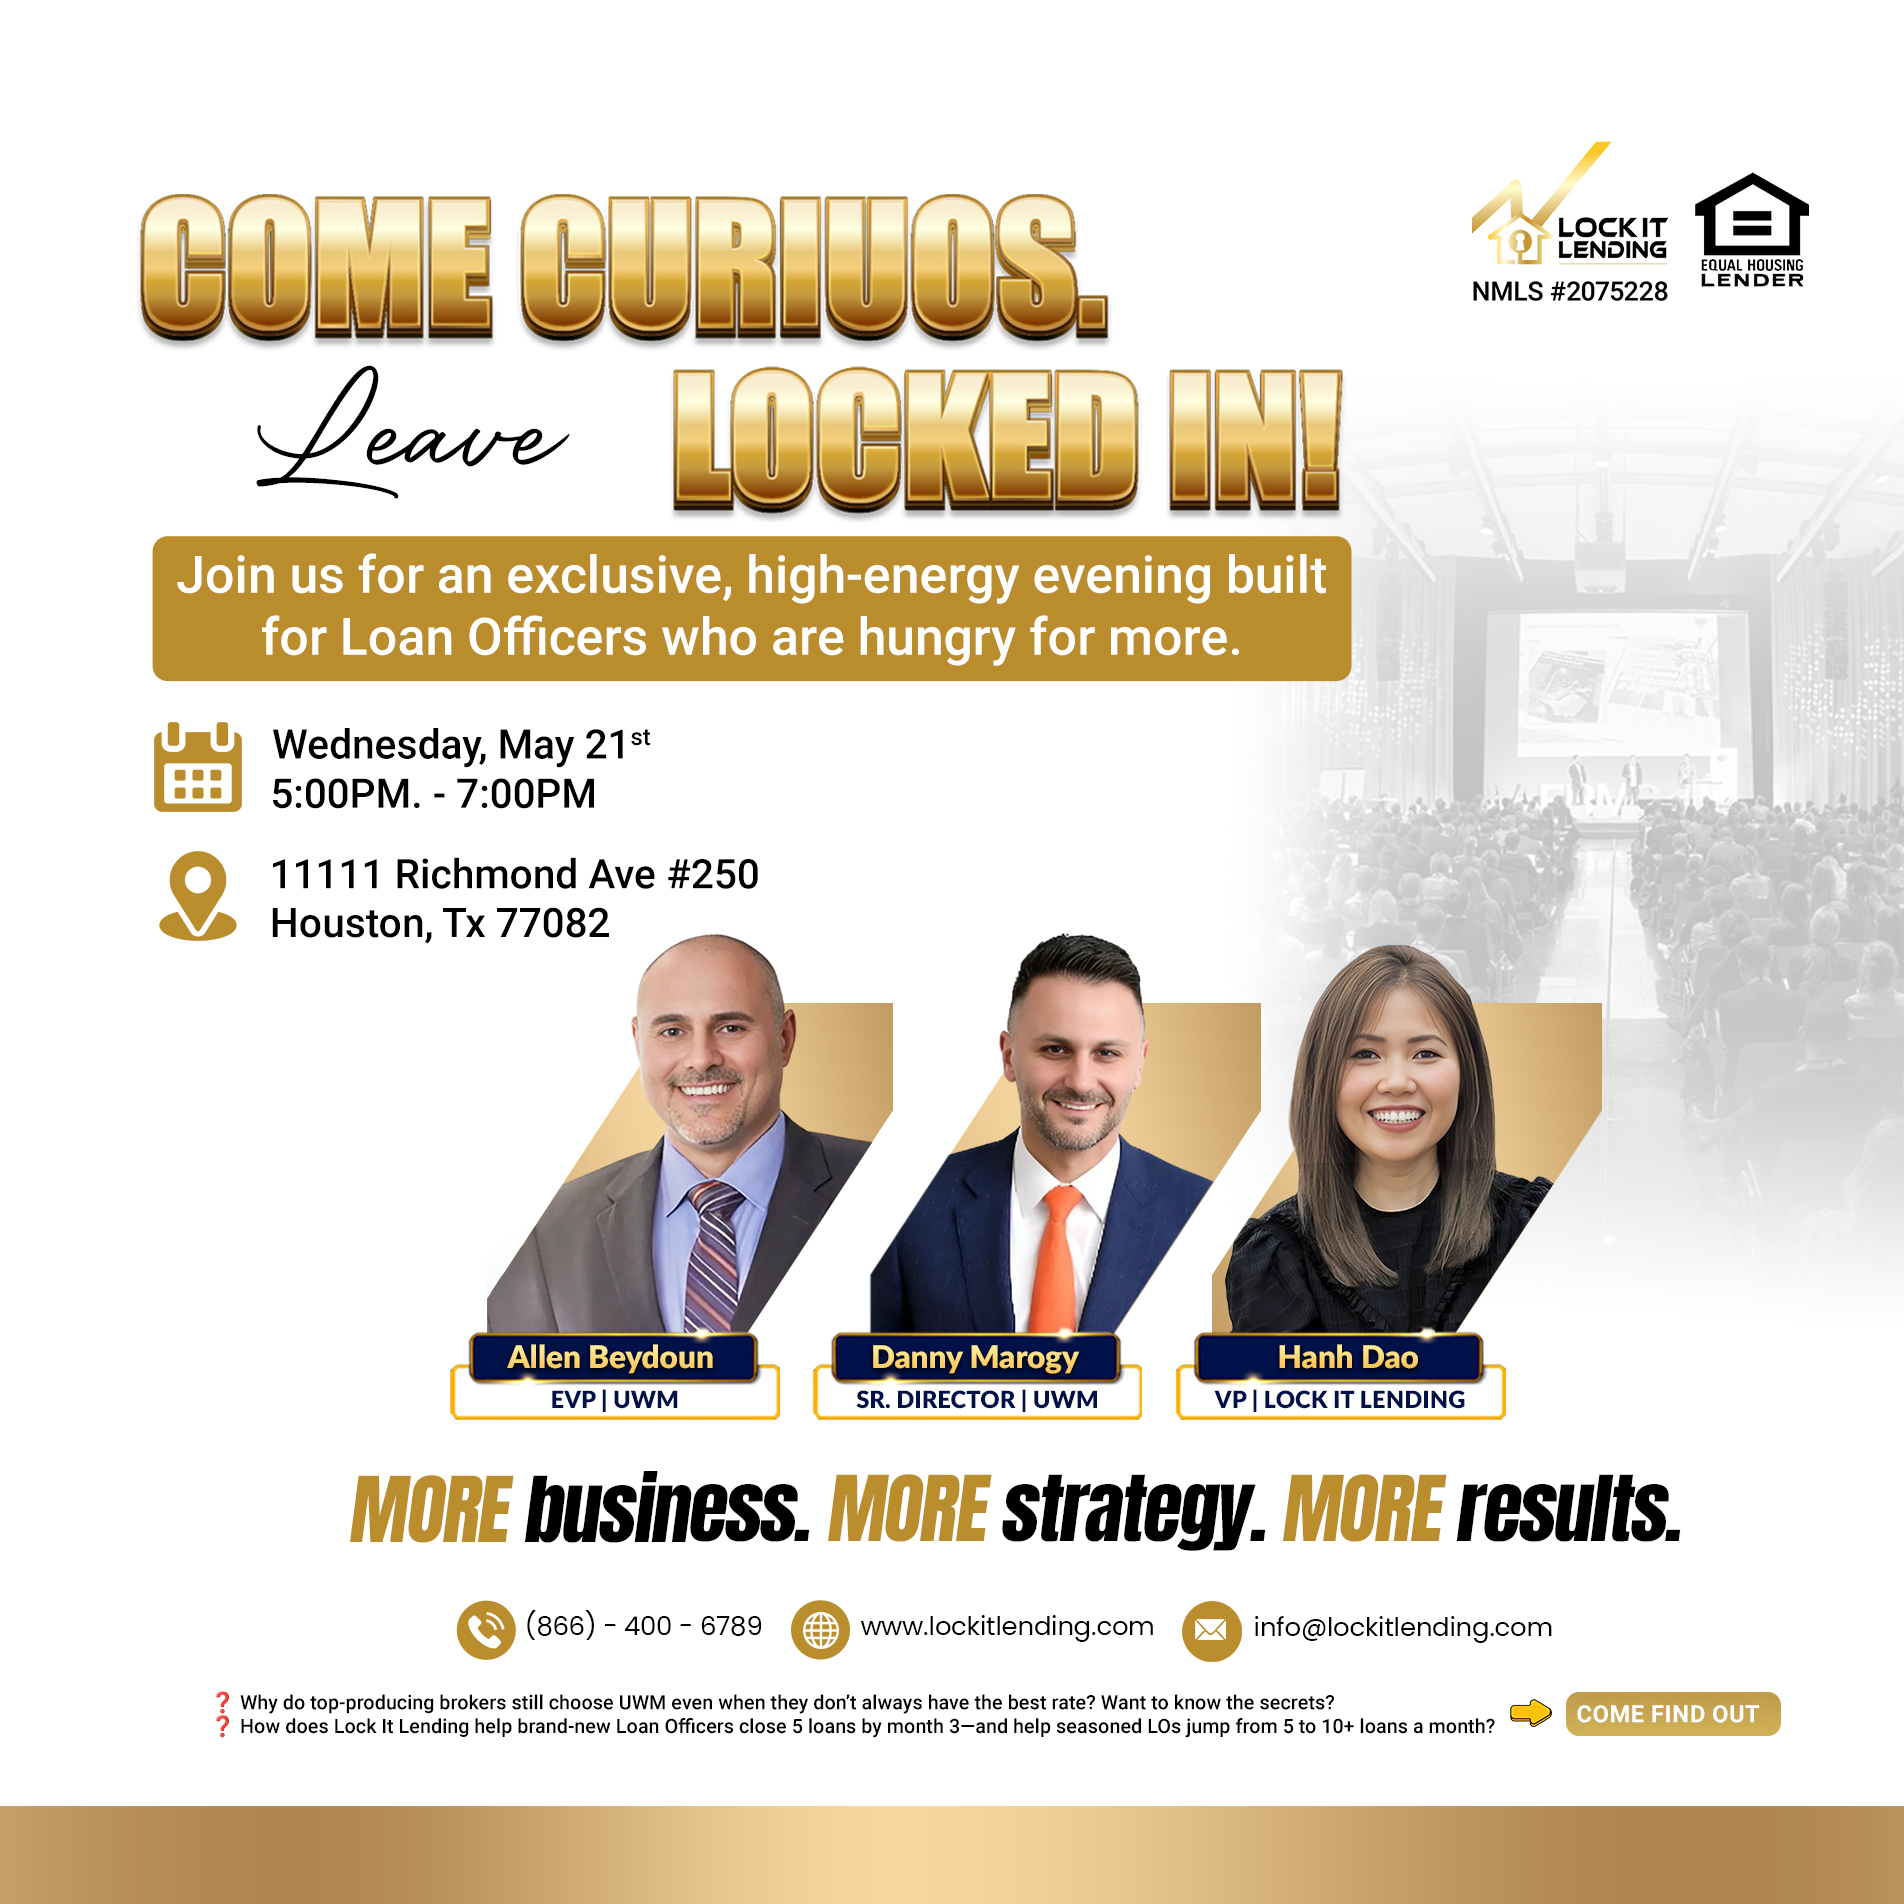 COME CURIUOS.
Leave LOCKED IN!
LOCK IT
LENDING
NMLS #2075228
EQUAL HOUSING
LENDER
Join us for an exclusive, high-energy evening built
for Loan Officers who are hungry for more.
Wednesday, May 21st
5:00PM. - 7:00PM
11111 Richmond Ave #250
Houston, Tx 77082
Allen Beydoun
EVP | UWM
Danny Marogy
SR. DIRECTOR | UWM
Hanh Dao
VP | LOCK IT LENDING
MORE business. MORE strategy. MORE results.
(866) - 400 - 6789 www.lockitlending.com info@lockitlending.com
❓ Why do top-producing brokers still choose UWM even when they don’t always have the best rate? Want to know the secrets?
❓ How does Lock It Lending help brand-new Loan Officers close 5 loans by month 3—and help seasoned LOs jump from 5 to 10+ loans a month?
COME FIND OUT